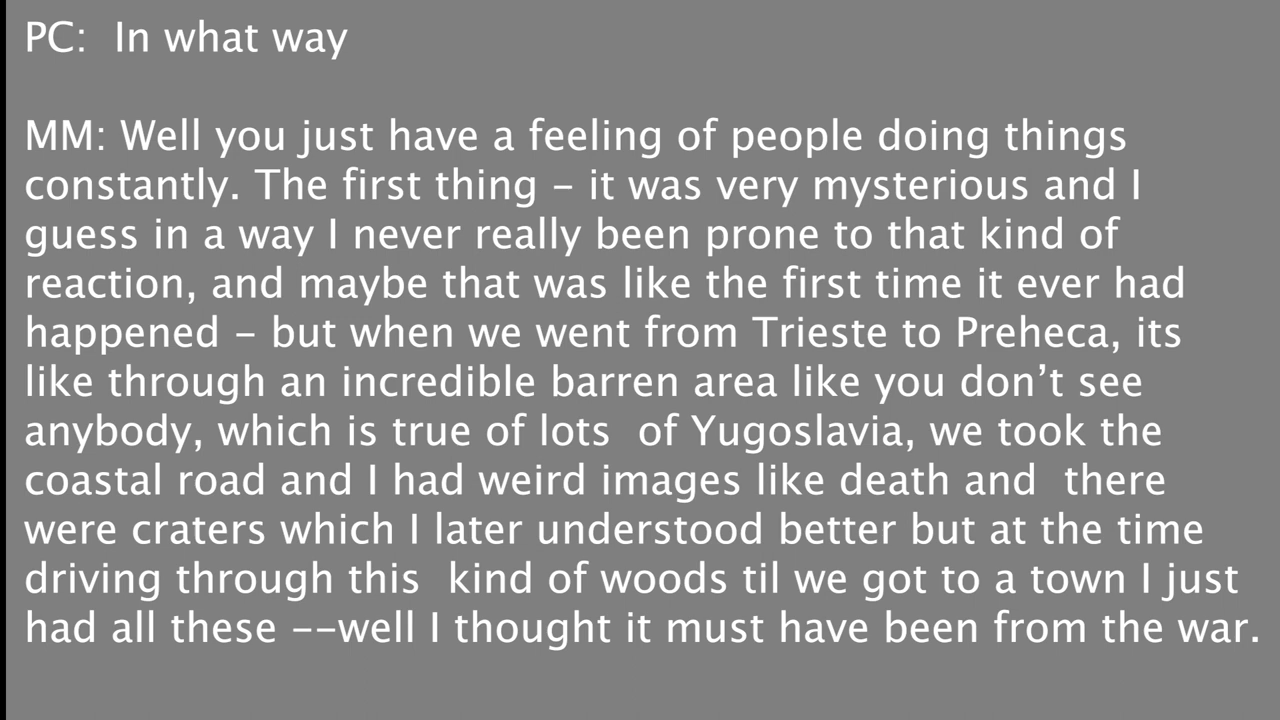 PC:  In what way
MM: Well you just have a feeling of people doing things
constantly. The first thing – it was very mysterious and I
guess in a way I never really been prone to that kind of
reaction, and maybe that was like the first time it ever had
happened – but when we went from Trieste to Preheca, its
like through an incredible barren area like you don’t see
anybody, which is true of lots  of Yugoslavia, we took the
coastal road and I had weird images like death and  there
were craters which I later understood better but at the time
driving through this  kind of woods til we got to a town I just
had all these --well I thought it must have been from the war.